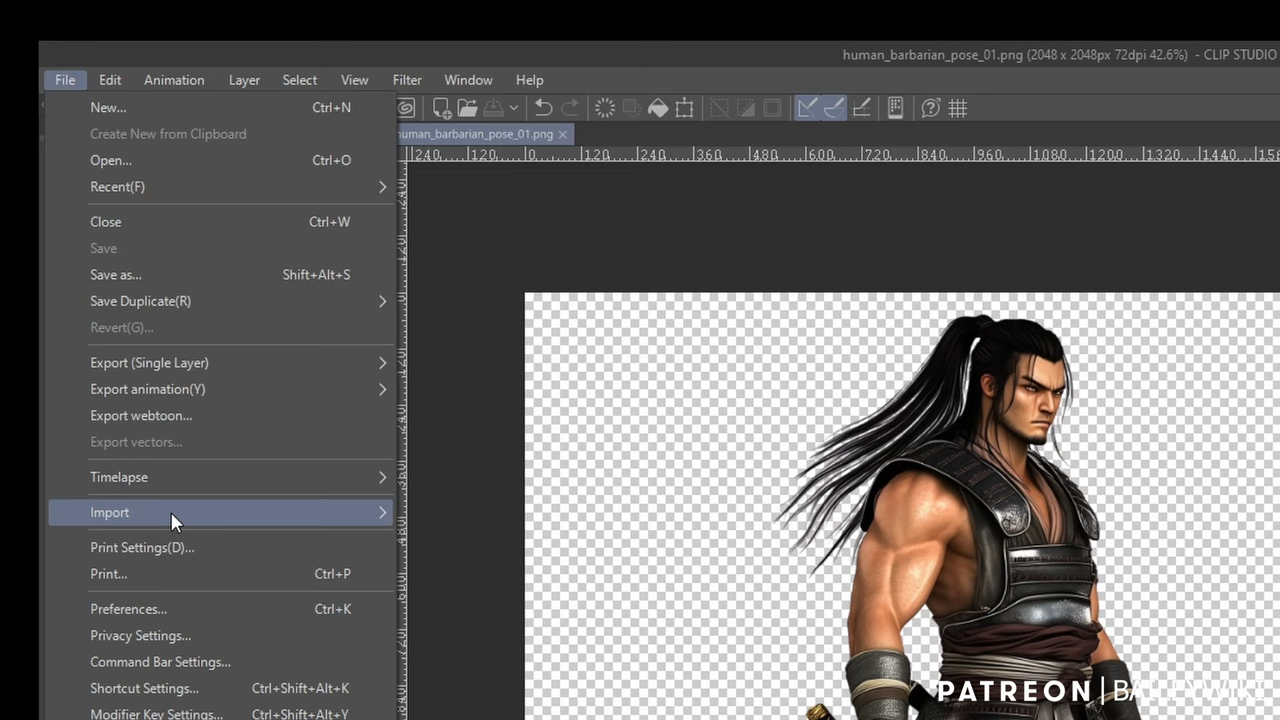 human_barbarian_pose_01.png (2048 x 2048px 72dpi 42.6%) - CLIP STUDIO
File Edit Animation Layer Select View Filter Window Help
human_barbarian_pose_01.png
240 120 0 120 240 360 480 600 720 840 960 1080 1200 1320 1440
New... Ctrl+N
Create New from Clipboard
Open... Ctrl+O
Recent(F)
Close Ctrl+W
Save
Save as... Shift+Alt+S
Save Duplicate(R)
Revert(G)...
Export (Single Layer)
Export animation(Y)
Export webtoon...
Export vectors...
Timelapse
Import
Print Settings(D)...
Print... Ctrl+P
Preferences... Ctrl+K
Privacy Settings...
Command Bar Settings...
Shortcut Settings... Ctrl+Shift+Alt+K
Modifier Key Settings... Ctrl+Shift+Alt+Y
PATREON